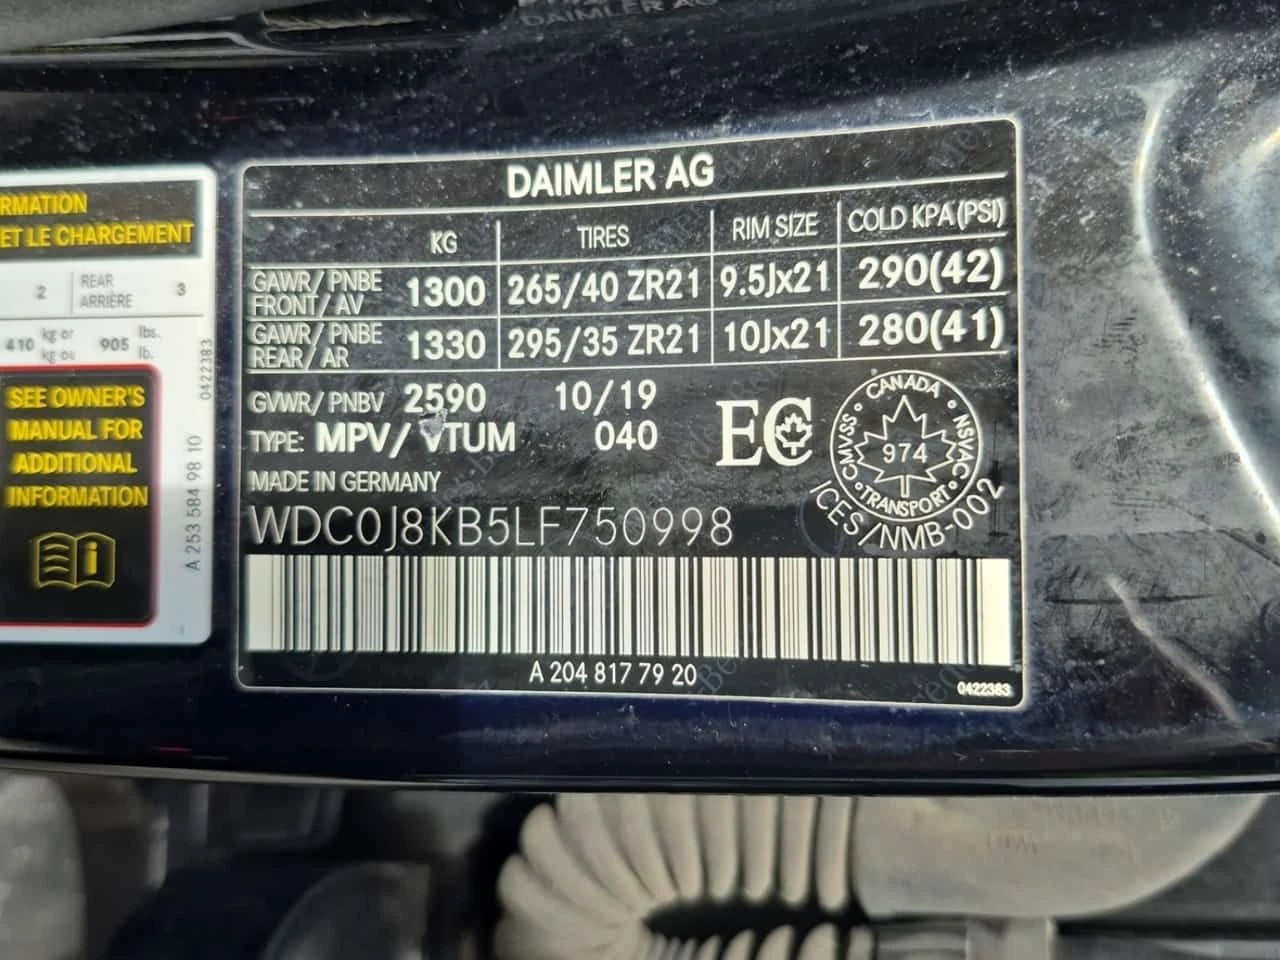 DAIMLER AG
RMATION
ET LE CHARGEMENT
2 REAR ARRIÈRE 3
410 kg or kg ou 905 lbs. lb.
SEE OWNER'S
MANUAL FOR
ADDITIONAL
INFORMATION
0422383
A 253 584 98 10
DAIMLER AG
KG TIRES RIM SIZE COLD KPA (PSI)
GAWR/PNBE FRONT/AV 1300 265/40 ZR21 9.5Jx21 290(42)
GAWR/PNBE REAR/AR 1330 295/35 ZR21 10Jx21 280(41)
GVWR/PNBV 2590 10/19
TYPE: MPV/VTUM 040
MADE IN GERMANY
WDC0J8KB5LF750998
EC
CANADA
CMVSS NSVAC
974
TRANSPORT
ICES/NMB-002
A 204 817 79 20
0422383